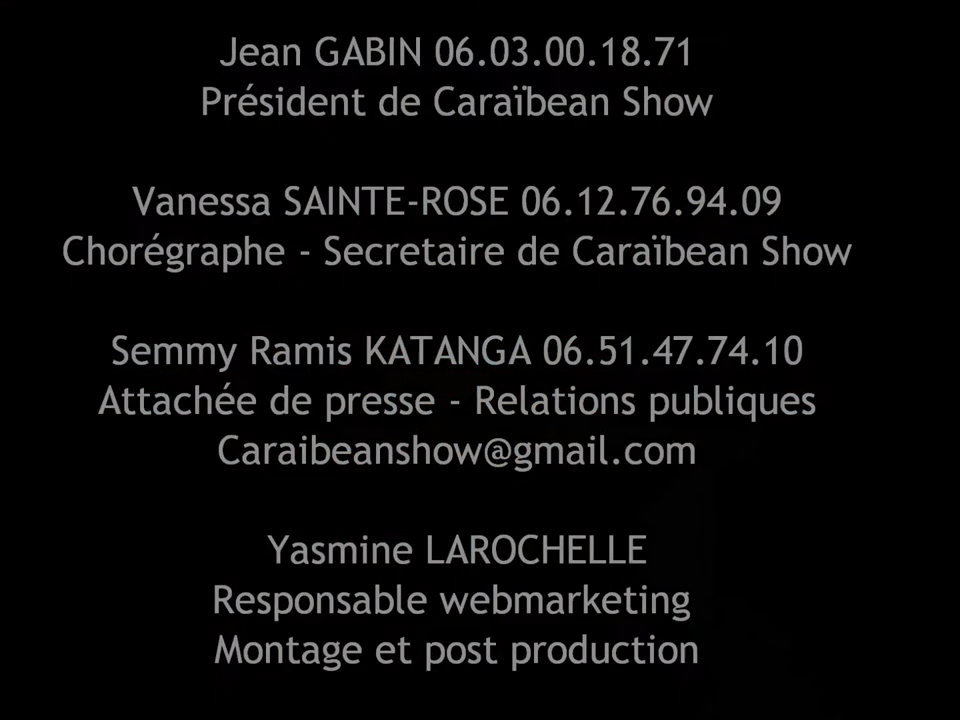 Jean GABIN 06.03.00.18.71
Président de Caraïbean Show
Vanessa SAINTE-ROSE 06.12.76.94.09
Chorégraphe - Secretaire de Caraïbean Show
Semmy Ramis KATANGA 06.51.47.74.10
Attachée de presse - Relations publiques
Caraibeanshow@gmail.com
Yasmine LAROCHELLE
Responsable webmarketing
Montage et post production